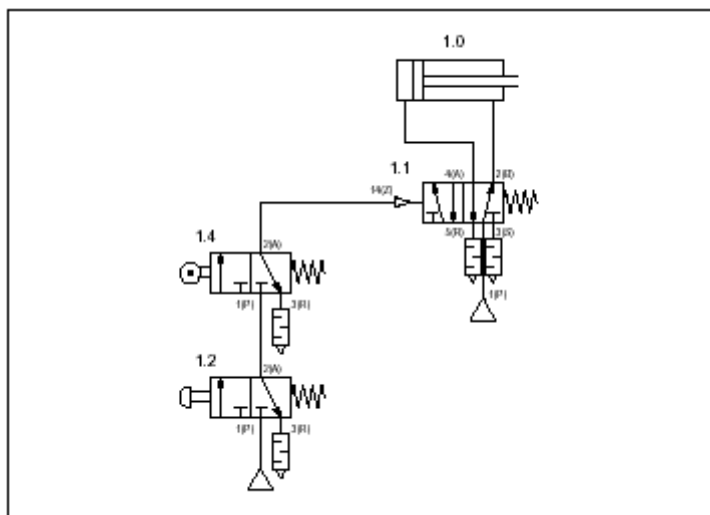 1.0
1.1
4(A)
2(B)
14(Z)
5(R)
3(S)
1(P)
1.4
2(A)
1(P)
3(R)
1.2
2(A)
1(P)
3(R)